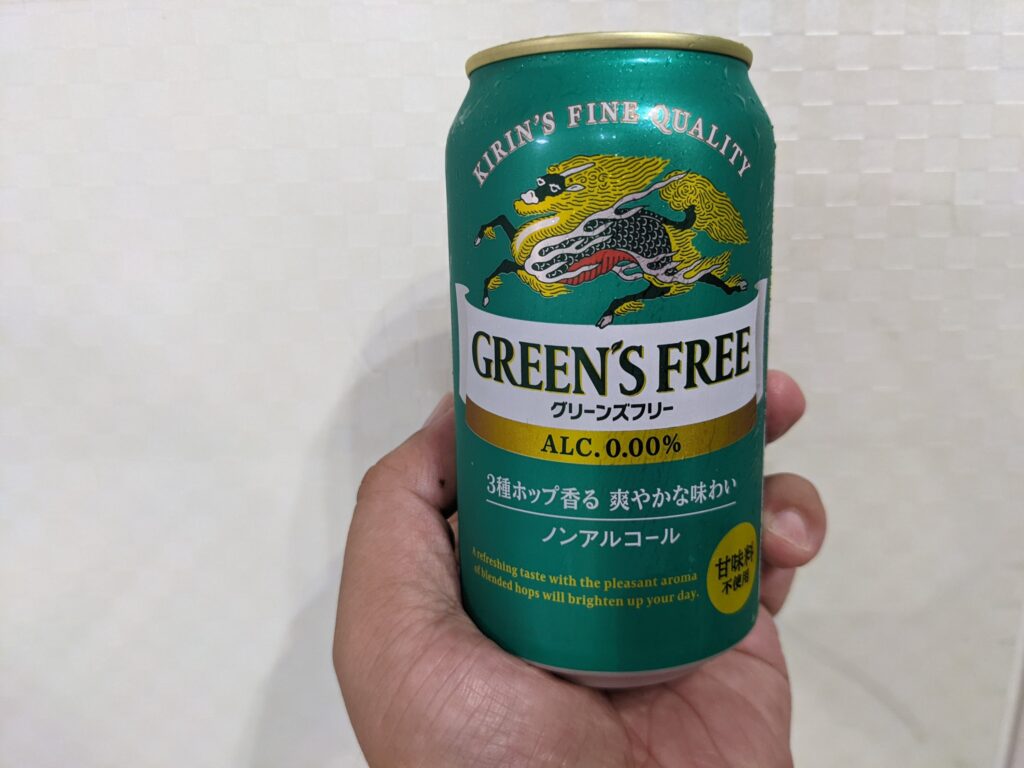 KIRIN'S FINE QUALITY
GREEN'S FREE
グリーンズフリー
ALC. 0.00%
3種ホップ香る 爽やかな味わい
ノンアルコール
A refreshing taste with the pleasant aroma
of blended hops will brighten up your day.
甘味料
不使用